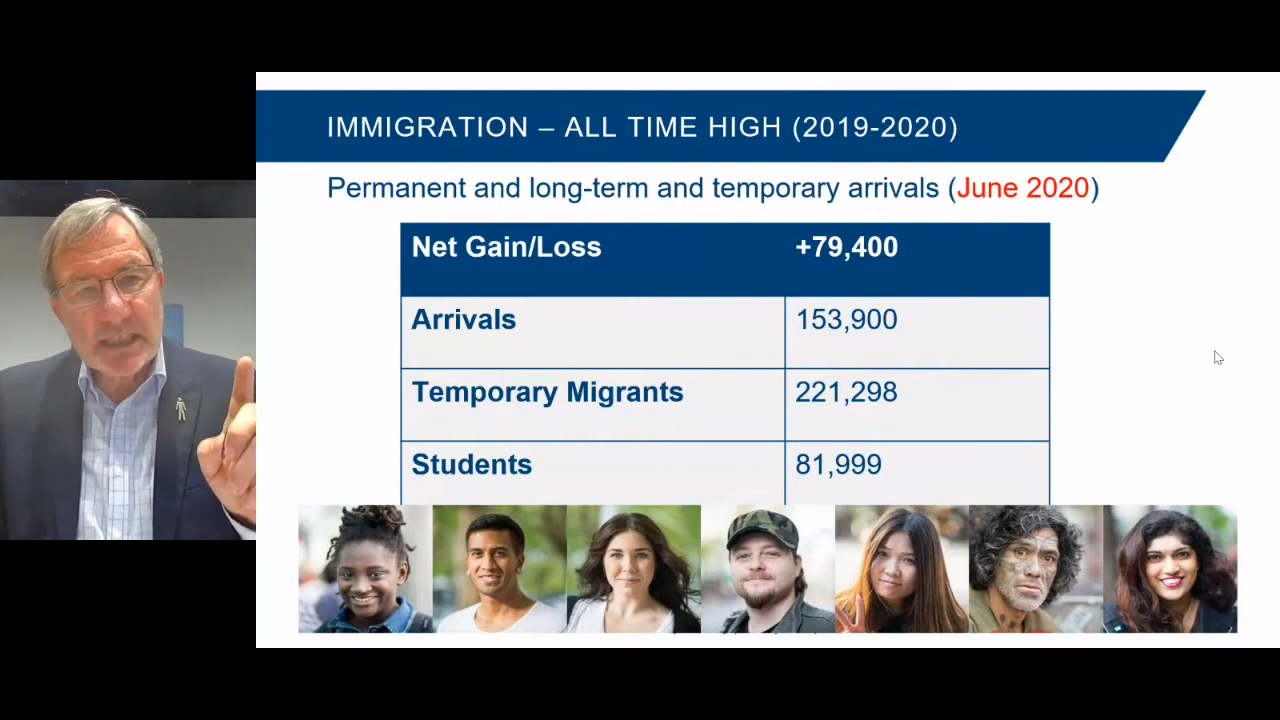 IMMIGRATION – ALL TIME HIGH (2019-2020)
Permanent and long-term and temporary arrivals (June 2020)
Net Gain/Loss +79,400
Arrivals 153,900
Temporary Migrants 221,298
Students 81,999